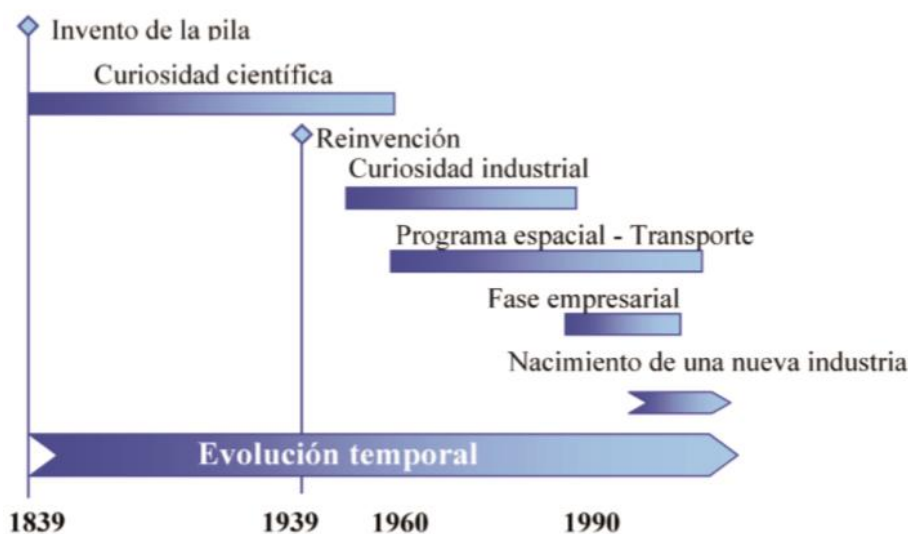 Invento de la pila
Curiosidad científica
Reinvención
Curiosidad industrial
Programa espacial - Transporte
Fase empresarial
Nacimiento de una nueva industria
Evolución temporal
1839 1939 1960 1990